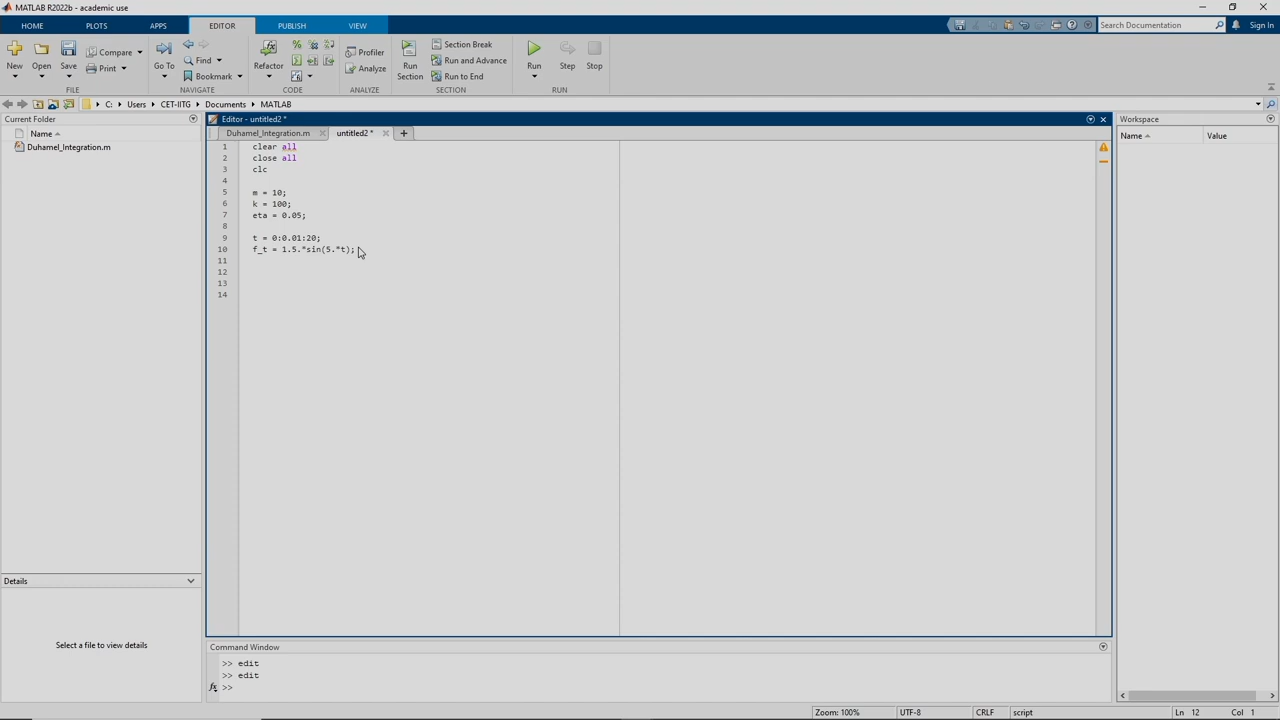 MATLAB R2022b - academic use
HOME PLOTS APPS EDITOR PUBLISH VIEW
Search Documentation Sign In
New Open Save Compare Print Go To Find Bookmark Refactor Profiler Analyze Run Section Section Break Run and Advance Run to End Run Step Stop
FILE NAVIGATE CODE ANALYZE SECTION RUN
C: Users CET-IITG Documents MATLAB
Current Folder
Name
Duhamel_Integration.m
Editor - untitled2 *
Duhamel_Integration.m untitled2 * +
1 clear all
2 close all
3 clc
4
5 m = 10;
6 k = 100;
7 eta = 0.05;
8
9 t = 0:0.01:20;
10 f_t = 1.5.*sin(5.*t);
11
12
13
14
Workspace
Name Value
Details
Select a file to view details
Command Window
>> edit
>> edit
fx >>
Zoom: 100% UTF-8 CRLF script Ln 12 Col 1